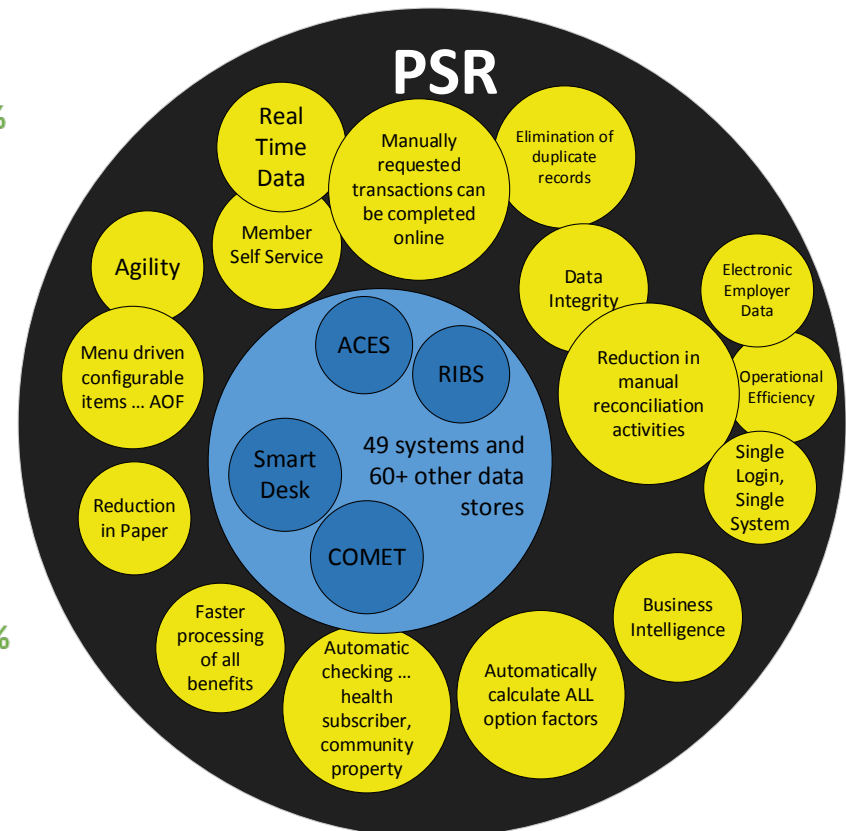 PSR
%
Real
Time
Data
Manually
requested
transactions can
be completed
online
Elimination of
duplicate
records
Member
Self Service
Agility
Data
Integrity
Electronic
Employer
Data
Menu driven
configurable
items ... AOF
ACES
RIBS
Reduction in
manual
reconciliation
activities
Operational
Efficiency
49 systems and
60+ other data
stores
Smart
Desk
Single
Login,
Single
System
Reduction
in Paper
COMET
%
Faster
processing
of all
benefits
Business
Intelligence
Automatic
checking ...
health
subscriber,
community
property
Automatically
calculate ALL
option factors